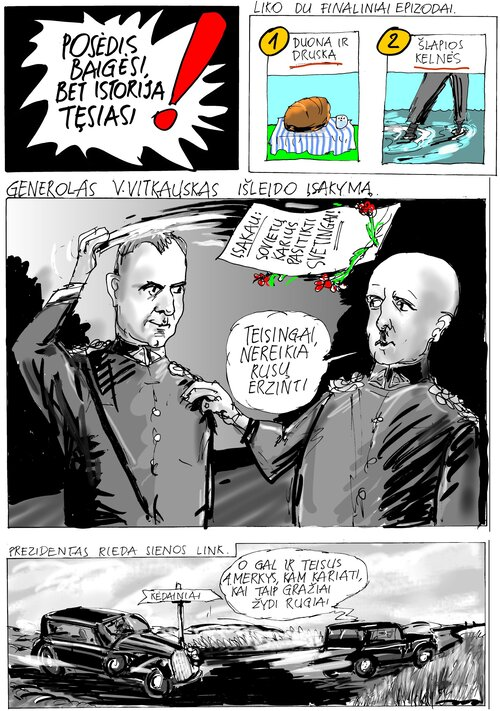 POSĖDIS
BAIGĖSI,
BET ISTORIJA
TĘSIASI
!
LIKO DU FINALINIAI EPIZODAI.
1
DUONA IR
DRUSKA
2
ŠLAPIOS
KELNĖS
GENEROLAS V. VITKAUSKAS IŠLEIDO ĮSAKYMĄ.
ĮSAKAU:
SOVIETŲ
KARIUS
PASITIKTI
SVETINGAI!
TEISINGAI,
NEREIKIA
RUSŲ
ERZINTI
PREZIDENTAS RIEDA SIENOS LINK.
KĖDAINIAI
O GAL IR TEISUS
MERKYS, KAM KARIAUTI,
KAI TAIP GRAŽIAI
ŽYDI RUGIAI